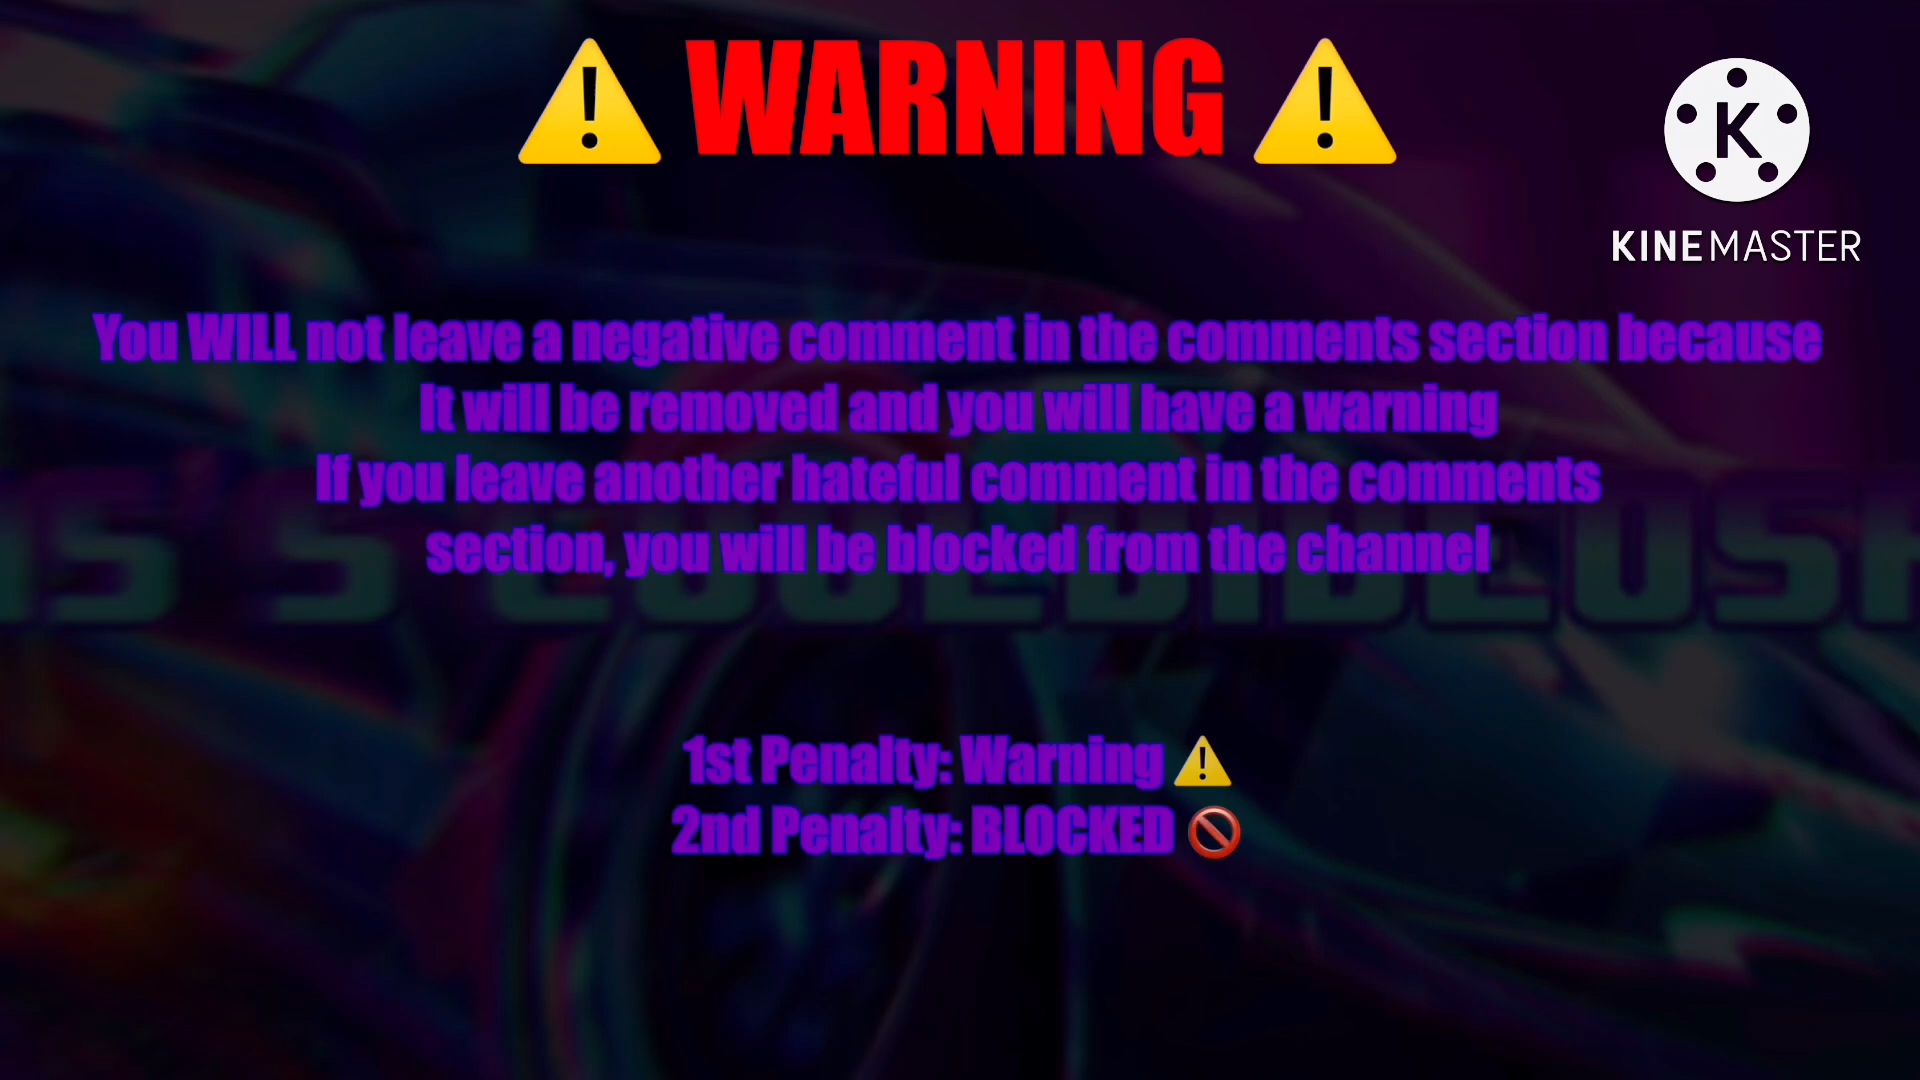 ⚠️ WARNING ⚠️
KINEMASTER
You WILL not leave a negative comment in the comments section because
It will be removed and you will have a warning
If you leave another hateful comment in the comments
section, you will be blocked from the channel
1st Penalty: Warning ⚠️
2nd Penalty: BLOCKED 🚫